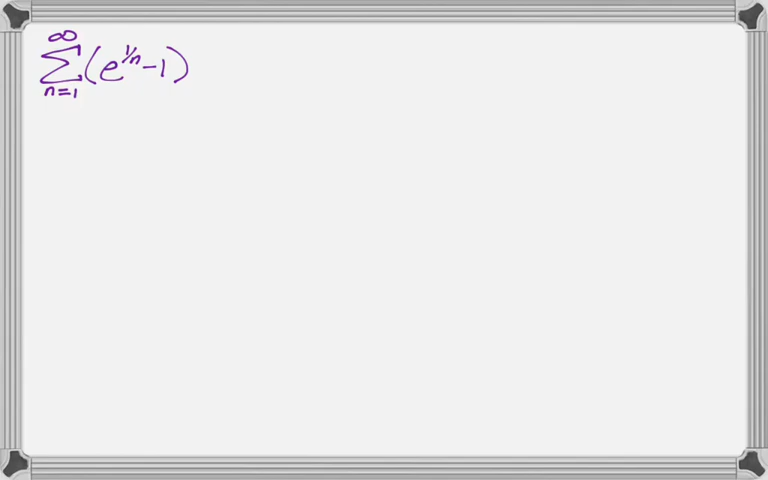 ∞
∑(e^{1/n}-1)
n=1